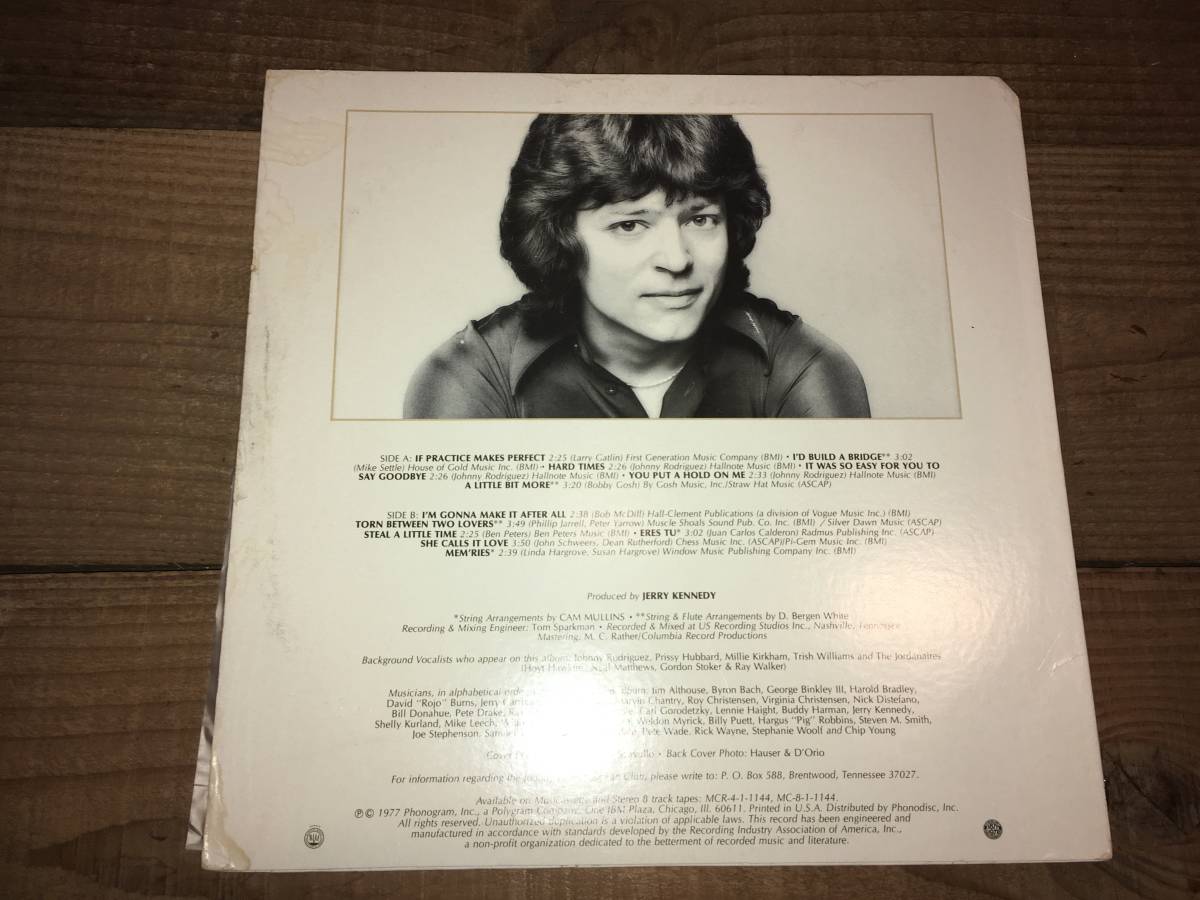 SIDE A: IF PRACTICE MAKES PERFECT 2:25 (Larry Gatlin) First Generation Music Company (BMI) • I'D BUILD A BRIDGE** 3:02
(Mike Settle) House of Gold Music Inc. (BMI) • HARD TIMES 2:26 (Johnny Rodriguez) Hallnote Music (BMI) • IT WAS SO EASY FOR YOU TO
SAY GOODBYE 2:26 (Johnny Rodriguez) Hallnote Music (BMI) • YOU PUT A HOLD ON ME 2:33 (Johnny Rodriguez) Hallnote Music (BMI)
A LITTLE BIT MORE** 3:20 (Bobby Gosh) By Gosh Music, Inc./Straw Hat Music (ASCAP)
SIDE B: I'M GONNA MAKE IT AFTER ALL 2:38 (Bob McDill) Hall-Clement Publications (a division of Vogue Music Inc.) (BMI)
TORN BETWEEN TWO LOVERS** 3:49 (Phillip Jarrell, Peter Yarrow) Muscle Shoals Sound Pub. Co. Inc. (BMI) / Silver Dawn Music (ASCAP)
STEAL A LITTLE TIME 2:25 (Ben Peters) Ben Peters Music (BMI) • ERES TU* 3:02 (Juan Carlos Calderon) Radmus Publishing Inc. (ASCAP)
SHE CALLS IT LOVE 3:50 (John Schweers, Dean Rutherford) Chess Music Inc. (ASCAP)/Pi-Gem Music Inc. (BMI)
MEM'RIES* 2:39 (Linda Hargrove, Susan Hargrove) Window Music Publishing Company Inc. (BMI)
Produced by JERRY KENNEDY
*String Arrangements by CAM MULLINS • **String & Flute Arrangements by D. Bergen White
Recording & Mixing Engineer: Tom Sparkman • Recorded & Mixed at US Recording Studios Inc., Nashville, Tennessee
Mastering, M. C. Rather/Columbia Record Productions
Background Vocalists who appear on this album: Johnny Rodriguez, Prissy Hubbard, Millie Kirkham, Trish Williams and The Jordanaires
(Hoyt Hawkins, Neal Matthews, Gordon Stoker & Ray Walker)
Musicians, in alphabetical order album: Jim Althouse, Byron Bach, George Binkley III, Harold Bradley,
David "Rojo" Burns, Jerry Marvin Chantry, Roy Christensen, Virginia Christensen, Nick Distefano,
Bill Donahue, Pete Drake, Carl Gorodetzky, Lennie Haight, Buddy Harman, Jerry Kennedy,
Shelly Kurland, Mike Leech, Weldon Myrick, Billy Puett, Hargus "Pig" Robbins, Steven M. Smith,
Joe Stephenson, Pete Wade, Rick Wayne, Stephanie Woolf and Chip Young
Cover • Back Cover Photo: Hauser & D'Orio
For information regarding the Club, please write to: P. O. Box 588, Brentwood, Tennessee 37027.
Available on Musicassette and Stereo 8 track tapes: MCR-4-1-1144, MC-8-1-1144.
℗ © 1977 Phonogram, Inc., a Polygram Company, One IBM Plaza, Chicago, Ill. 60611. Printed in U.S.A. Distributed by Phonodisc, Inc.
All rights reserved. Unauthorized duplication is a violation of applicable laws. This record has been engineered and
manufactured in accordance with standards developed by the Recording Industry Association of America, Inc.,
a non-profit organization dedicated to the betterment of recorded music and literature.